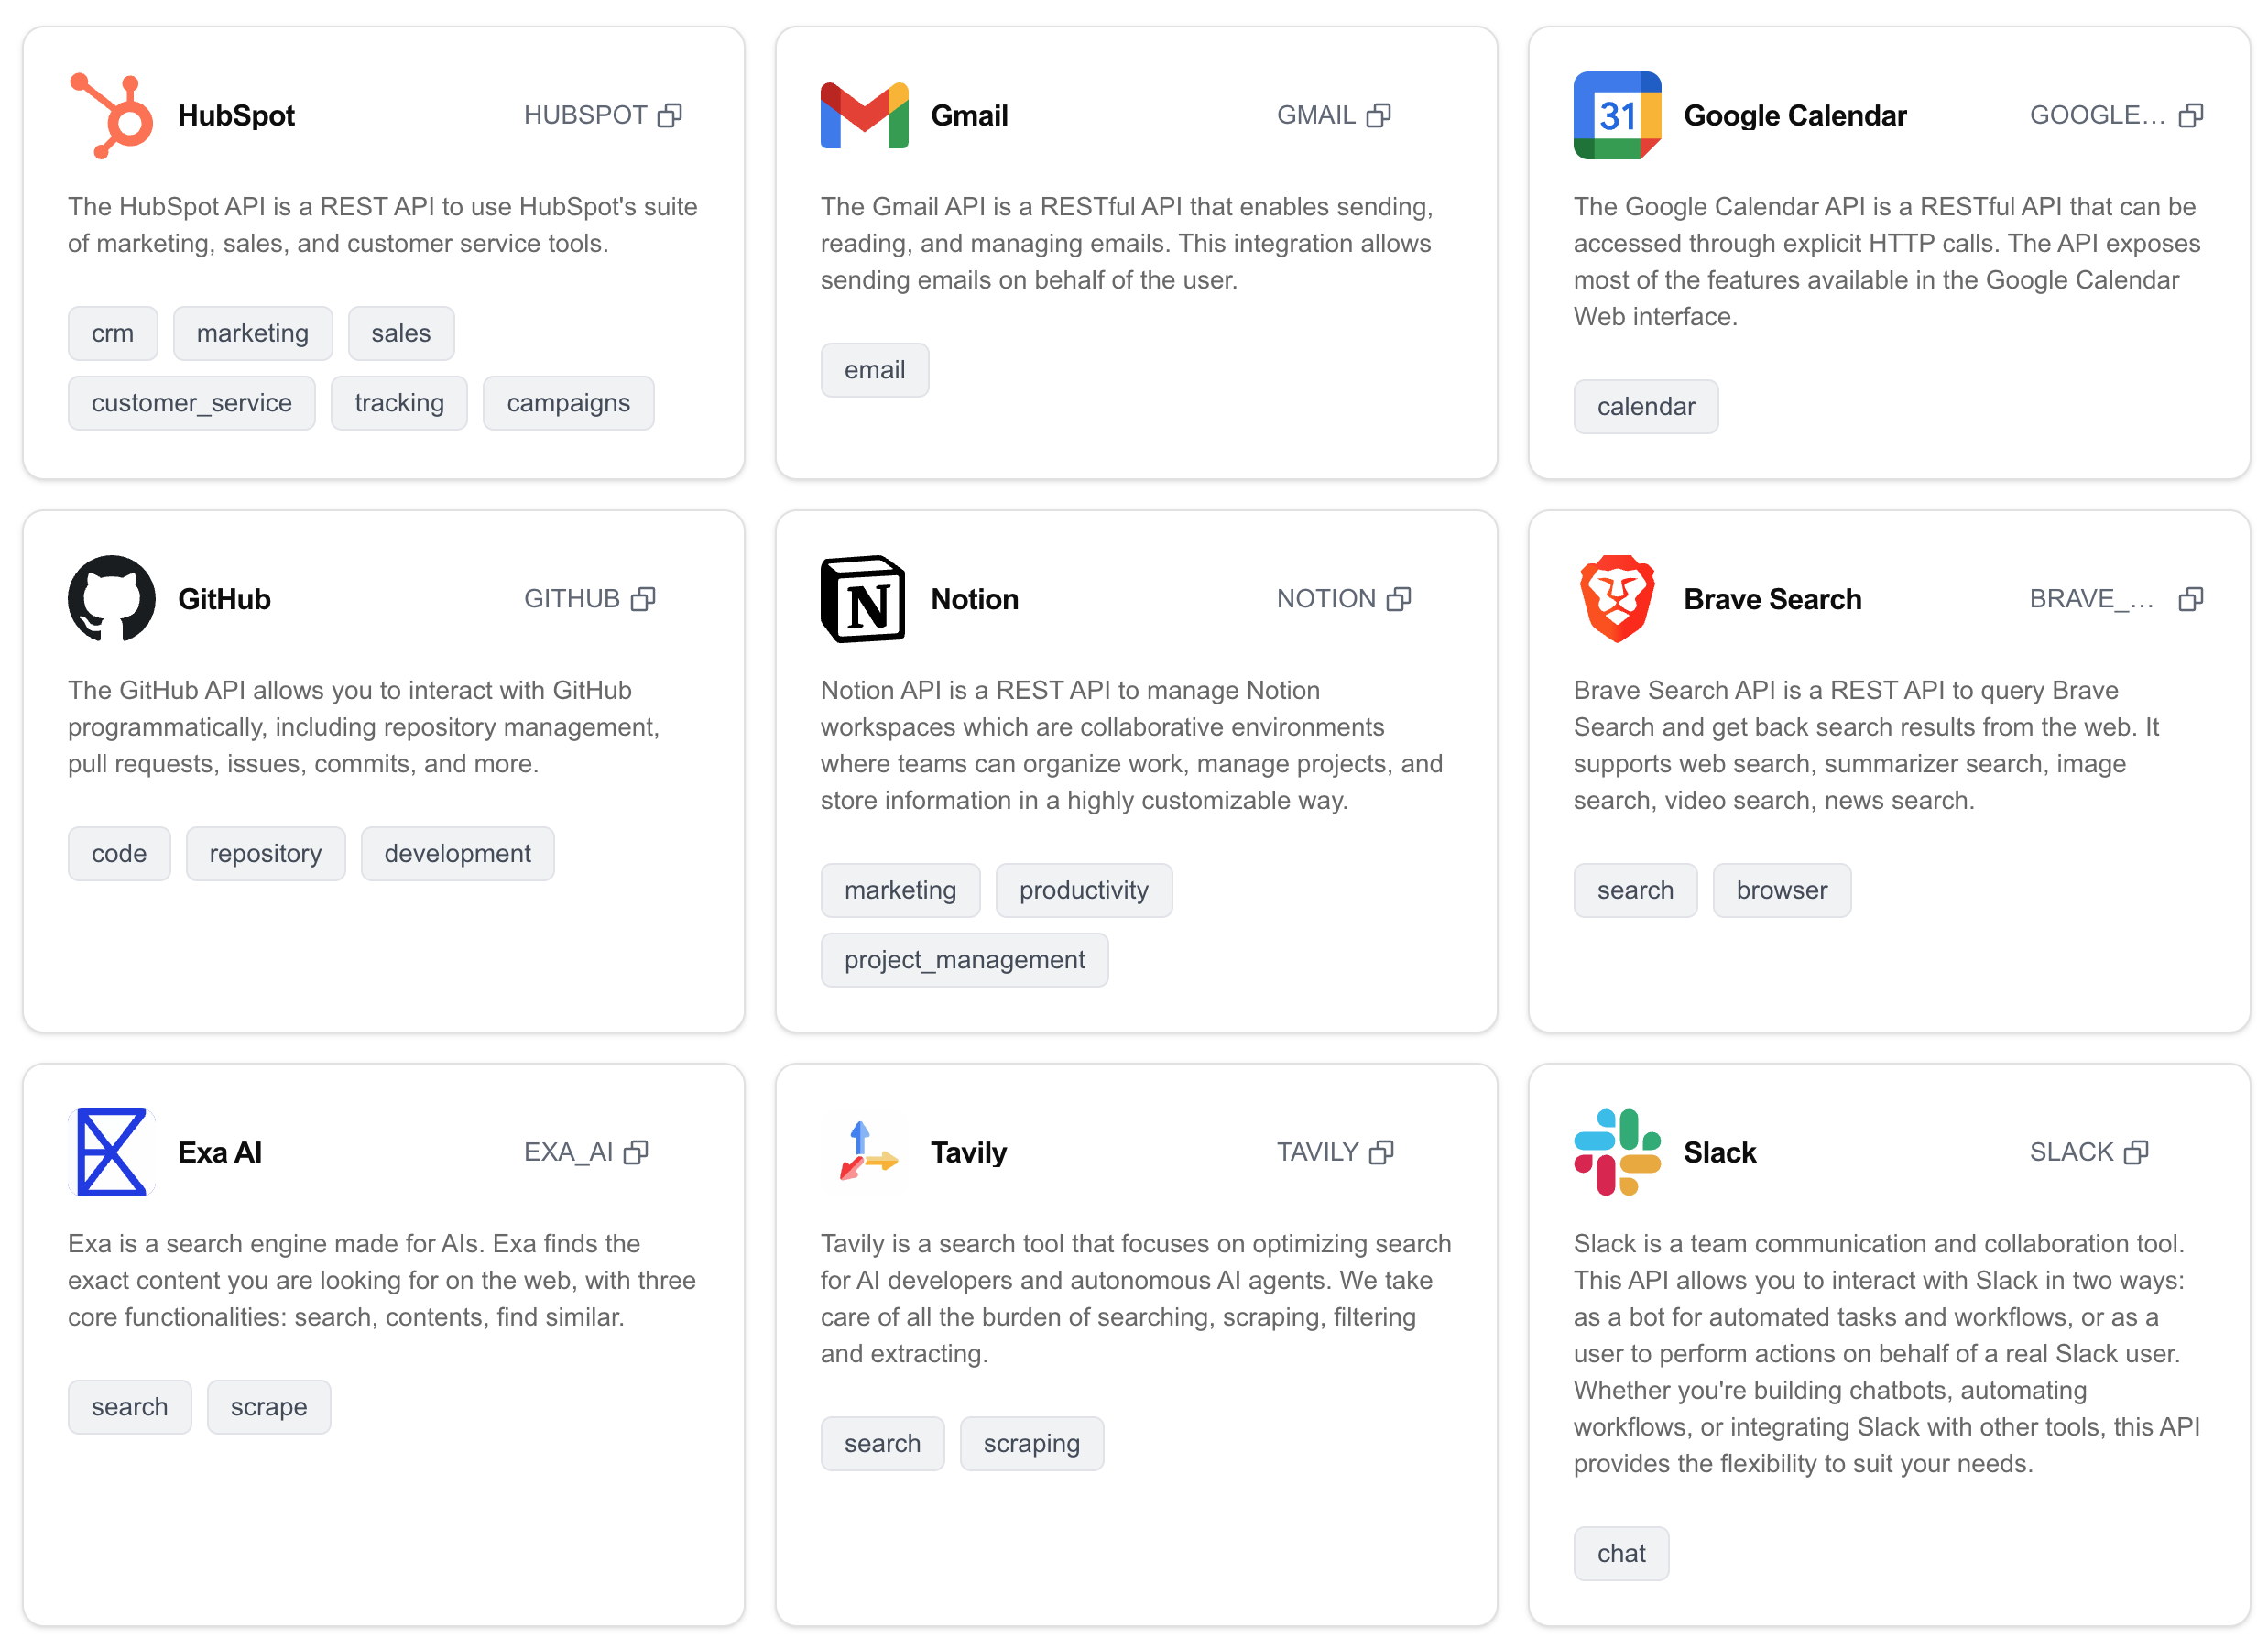 HubSpot
HUBSPOT
The HubSpot API is a REST API to use HubSpot's suite
of marketing, sales, and customer service tools.
crm
marketing
sales
customer_service
tracking
campaigns
Gmail
GMAIL
The Gmail API is a RESTful API that enables sending,
reading, and managing emails. This integration allows
sending emails on behalf of the user.
email
31
Google Calendar
GOOGLE...
The Google Calendar API is a RESTful API that can be
accessed through explicit HTTP calls. The API exposes
most of the features available in the Google Calendar
Web interface.
calendar
GitHub
GITHUB
The GitHub API allows you to interact with GitHub
programmatically, including repository management,
pull requests, issues, commits, and more.
code
repository
development
N
Notion
NOTION
Notion API is a REST API to manage Notion
workspaces which are collaborative environments
where teams can organize work, manage projects, and
store information in a highly customizable way.
marketing
productivity
project_management
Brave Search
BRAVE_...
Brave Search API is a REST API to query Brave
Search and get back search results from the web. It
supports web search, summarizer search, image
search, video search, news search.
search
browser
Exa AI
EXA_AI
Exa is a search engine made for AIs. Exa finds the
exact content you are looking for on the web, with three
core functionalities: search, contents, find similar.
search
scrape
Tavily
TAVILY
Tavily is a search tool that focuses on optimizing search
for AI developers and autonomous AI agents. We take
care of all the burden of searching, scraping, filtering
and extracting.
search
scraping
Slack
SLACK
Slack is a team communication and collaboration tool.
This API allows you to interact with Slack in two ways:
as a bot for automated tasks and workflows, or as a
user to perform actions on behalf of a real Slack user.
Whether you're building chatbots, automating
workflows, or integrating Slack with other tools, this API
provides the flexibility to suit your needs.
chat